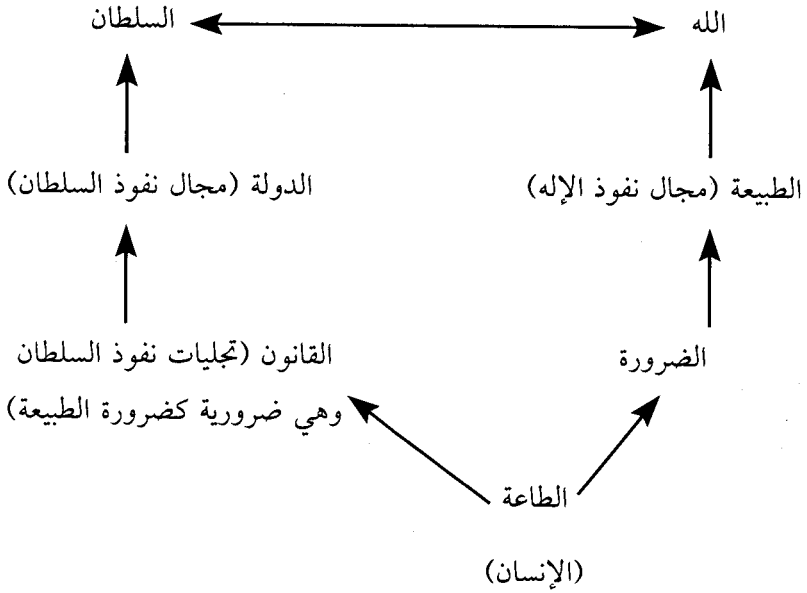 الله
السلطان
الطبيعة (مجال نفوذ الإله)
الدولة (مجال نفوذ السلطان)
الضرورة
القانون (تجليات نفوذ السلطان
وهي ضرورية كضرورة الطبيعة)
الطاعة
(الإنسان)